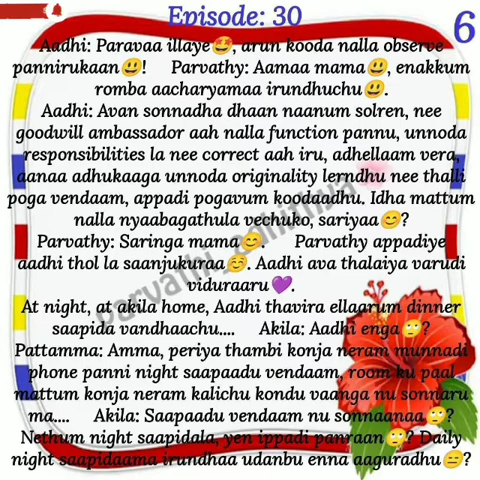 Episode: 30
6
Aadhi: Paravaa illaye🤩, arun kooda nalla observe
pannirukaan😃! Parvathy: Aamaa mama😃, enakkum
romba aacharyamaa irundhuchu😃.
Aadhi: Avan sonnadha dhaan naanum solren, nee
goodwill ambassador aah nalla function pannu, unnoda
responsibilities la nee correct aah iru, adhellaam vera,
aanaa adhukaaga unnoda originality lerndhu nee thalli
poga vendaam, appadi pogavum koodaadhu. Idha mattum
nalla nyaabagathula vechuko, sariyaa😊?
Parvathy: Saringa mama😊. Parvathy appadiye
aadhi thol la saanjukuraa☺️. Aadhi ava thalaiya varudi
viduraaru💜.
At night, at akila home, Aadhi thavira ellaarum dinner
saapida vandhaachu.... Akila: Aadhi enga🙄?
Pattamma: Amma, periya thambi konja neram munnadi
phone panni night saapaadu vendaam, room ku paal
mattum konja neram kalichu kondu vaanga nu sonnaru
ma.... Akila: Saapaadu vendaam nu sonnaanaa🙄?
Nethum night saapidala, yen ippadi panraan🙄? Daily
night saapidaama irundhaa udanbu enna aaguradhu😑?